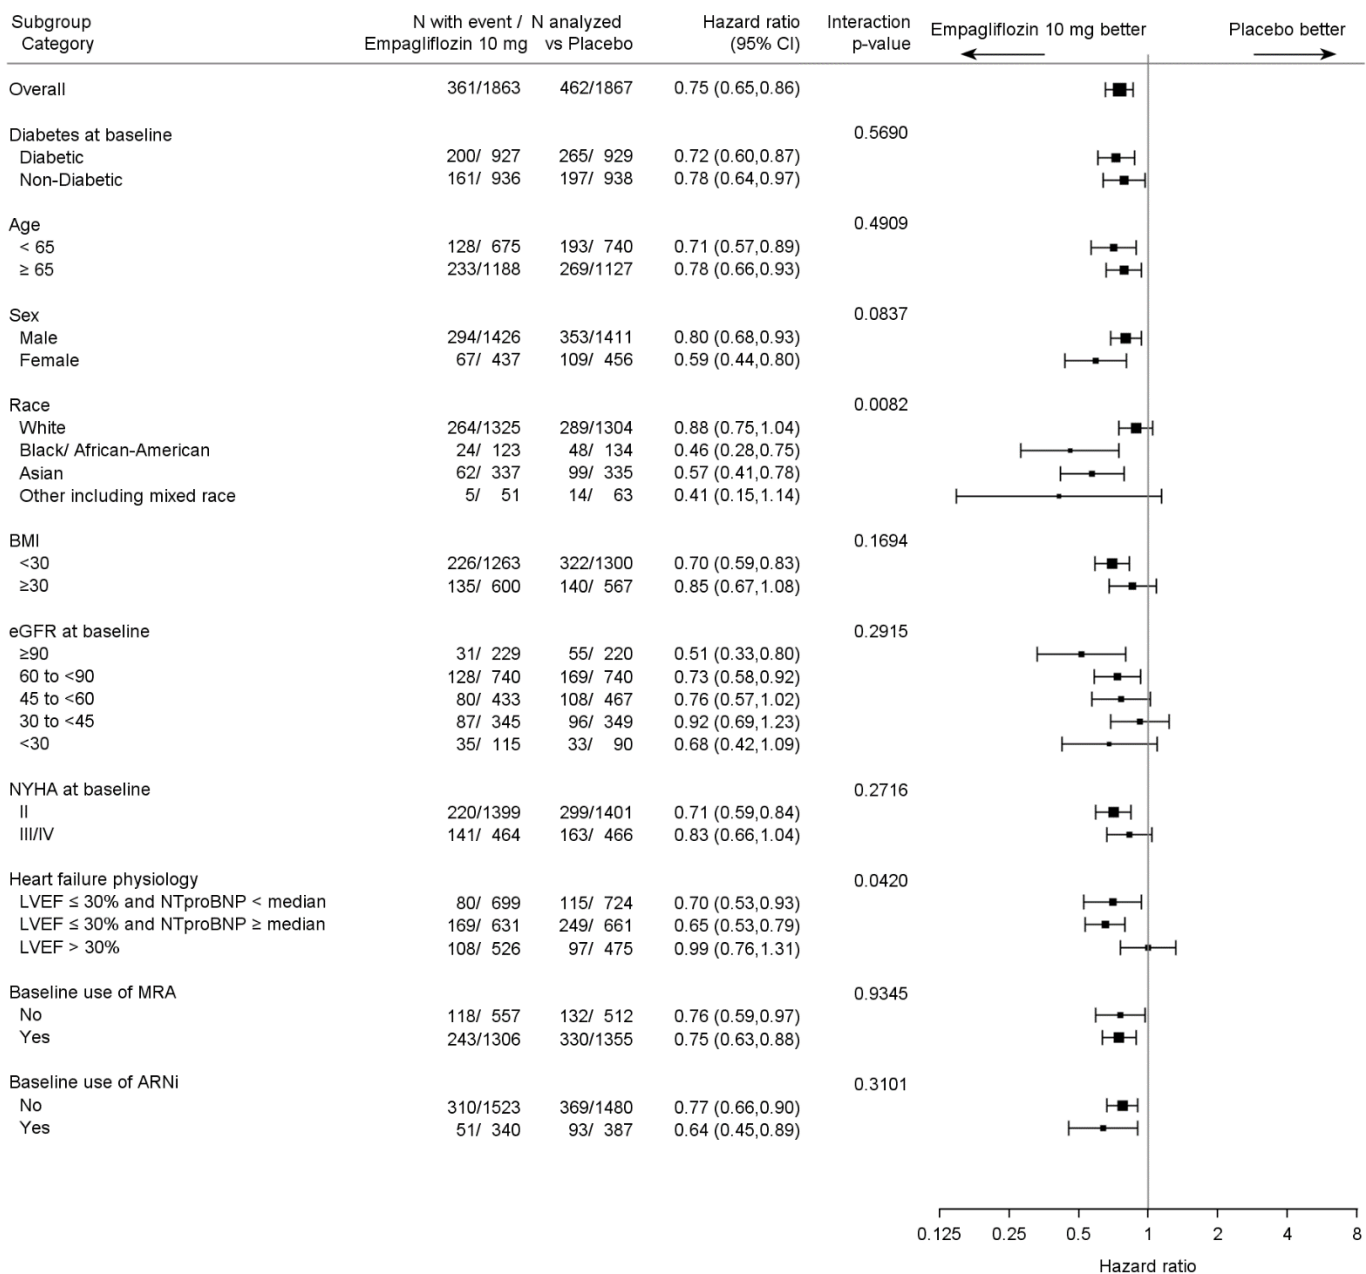 Subgroup N with event / N analyzed Hazard ratio Interaction Empagliflozin 10 mg better Placebo better
Category Empagliflozin 10 mg vs Placebo (95% CI) p-value
Overall 361/1863 462/1867 0.75 (0.65,0.86)
Diabetes at baseline 0.5690
Diabetic 200/ 927 265/ 929 0.72 (0.60,0.87)
Non-Diabetic 161/ 936 197/ 938 0.78 (0.64,0.97)
Age 0.4909
< 65 128/ 675 193/ 740 0.71 (0.57,0.89)
≥ 65 233/1188 269/1127 0.78 (0.66,0.93)
Sex 0.0837
Male 294/1426 353/1411 0.80 (0.68,0.93)
Female 67/ 437 109/ 456 0.59 (0.44,0.80)
Race 0.0082
White 264/1325 289/1304 0.88 (0.75,1.04)
Black/ African-American 24/ 123 48/ 134 0.46 (0.28,0.75)
Asian 62/ 337 99/ 335 0.57 (0.41,0.78)
Other including mixed race 5/ 51 14/ 63 0.41 (0.15,1.14)
BMI 0.1694
<30 226/1263 322/1300 0.70 (0.59,0.83)
≥30 135/ 600 140/ 567 0.85 (0.67,1.08)
eGFR at baseline 0.2915
≥90 31/ 229 55/ 220 0.51 (0.33,0.80)
60 to <90 128/ 740 169/ 740 0.73 (0.58,0.92)
45 to <60 80/ 433 108/ 467 0.76 (0.57,1.02)
30 to <45 87/ 345 96/ 349 0.92 (0.69,1.23)
<30 35/ 115 33/ 90 0.68 (0.42,1.09)
NYHA at baseline 0.2716
II 220/1399 299/1401 0.71 (0.59,0.84)
III/IV 141/ 464 163/ 466 0.83 (0.66,1.04)
Heart failure physiology 0.0420
LVEF ≤ 30% and NTproBNP < median 80/ 699 115/ 724 0.70 (0.53,0.93)
LVEF ≤ 30% and NTproBNP ≥ median 169/ 631 249/ 661 0.65 (0.53,0.79)
LVEF > 30% 108/ 526 97/ 475 0.99 (0.76,1.31)
Baseline use of MRA 0.9345
No 118/ 557 132/ 512 0.76 (0.59,0.97)
Yes 243/1306 330/1355 0.75 (0.63,0.88)
Baseline use of ARNi 0.3101
No 310/1523 369/1480 0.77 (0.66,0.90)
Yes 51/ 340 93/ 387 0.64 (0.45,0.89)
0.125 0.25 0.5 1 2 4 8
Hazard ratio